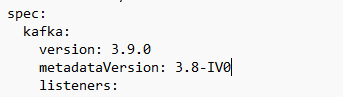 spec:
  kafka:
    version: 3.9.0
    metadataVersion: 3.8-IV0
    listeners: